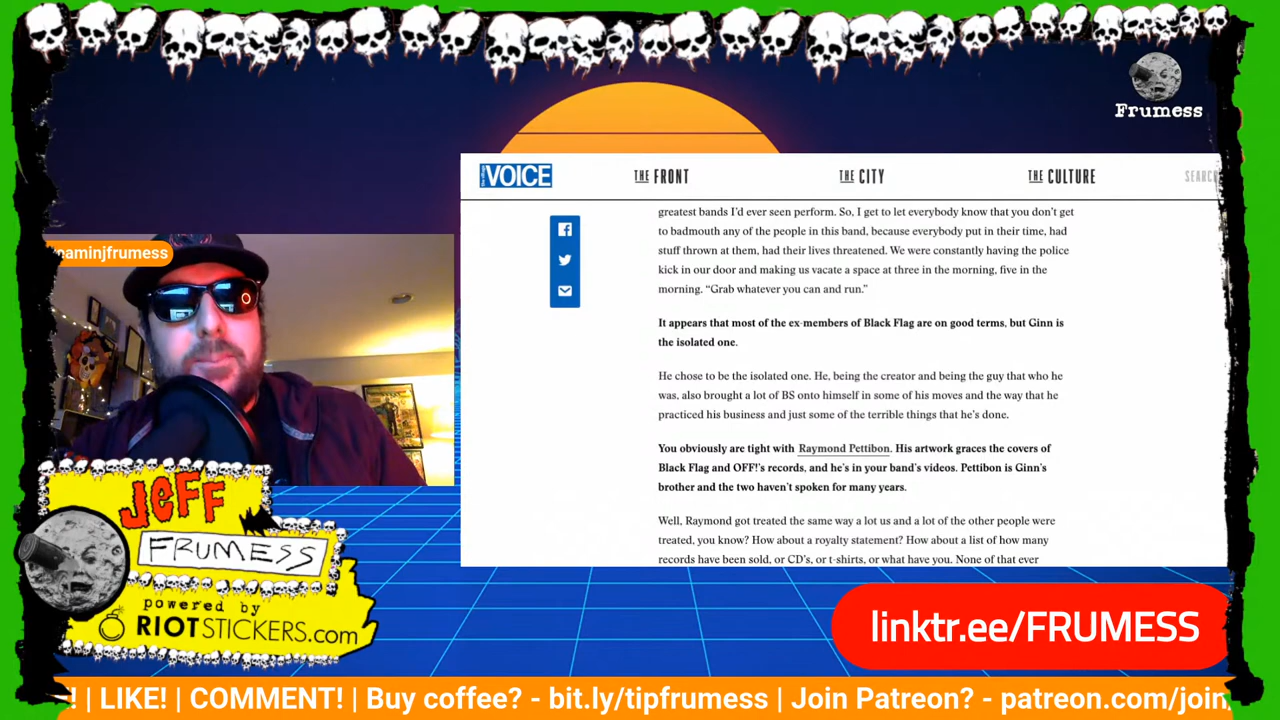 Frumess
eaminjfrumess
VOICE
THE FRONT
THE CITY
THE CULTURE
SEARC
greatest bands I'd ever seen perform. So, I get to let everybody know that you don't get
to badmouth any of the people in this band, because everybody put in their time, had
stuff thrown at them, had their lives threatened. We were constantly having the police
kick in our door and making us vacate a space at three in the morning, five in the
morning. “Grab whatever you can and run.”
It appears that most of the ex-members of Black Flag are on good terms, but Ginn is
the isolated one.
He chose to be the isolated one. He, being the creator and being the guy that who he
was, also brought a lot of BS onto himself in some of his moves and the way that he
practiced his business and just some of the terrible things that he's done.
You obviously are tight with Raymond Pettibon. His artwork graces the covers of
Black Flag and OFF!'s records, and he's in your band's videos. Pettibon is Ginn's
brother and the two haven't spoken for many years.
Well, Raymond got treated the same way a lot us and a lot of the other people were
treated, you know? How about a royalty statement? How about a list of how many
records have been sold, or CD's, or t-shirts, or what have you. None of that ever
JEFF
FRUMESS
powered by
RIOTSTICKERS.com
linktr.ee/FRUMESS
! | LIKE! | COMMENT! | Buy coffee? - bit.ly/tipfrumess | Join Patreon? - patreon.com/join/